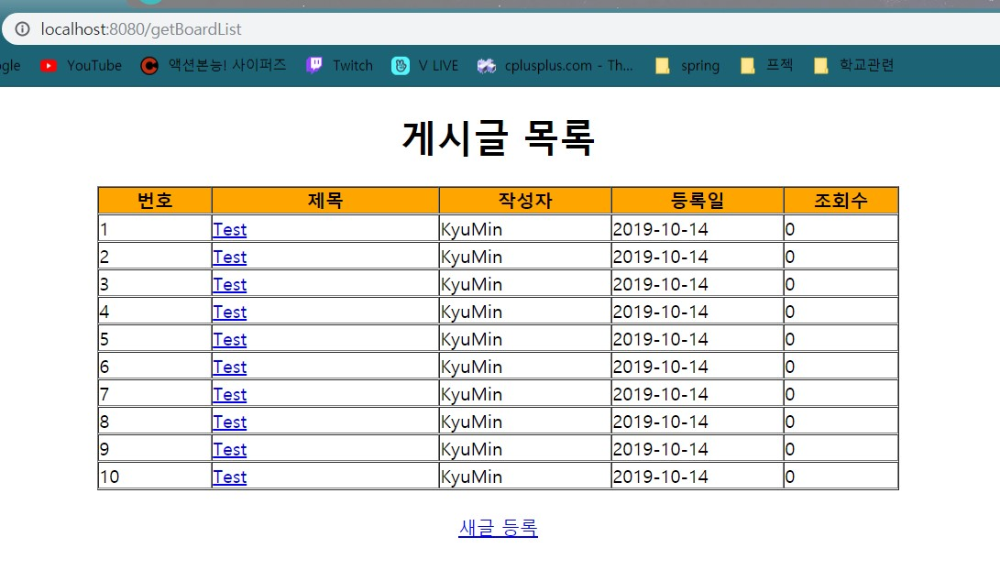 localhost:8080/getBoardList
gle YouTube 액션본능! 사이퍼즈 Twitch V LIVE cplusplus.com - Th... spring 프젝 학교관련
게시글 목록
번호 제목 작성자 등록일 조회수
1 Test KyuMin 2019-10-14 0
2 Test KyuMin 2019-10-14 0
3 Test KyuMin 2019-10-14 0
4 Test KyuMin 2019-10-14 0
5 Test KyuMin 2019-10-14 0
6 Test KyuMin 2019-10-14 0
7 Test KyuMin 2019-10-14 0
8 Test KyuMin 2019-10-14 0
9 Test KyuMin 2019-10-14 0
10 Test KyuMin 2019-10-14 0
새글 등록